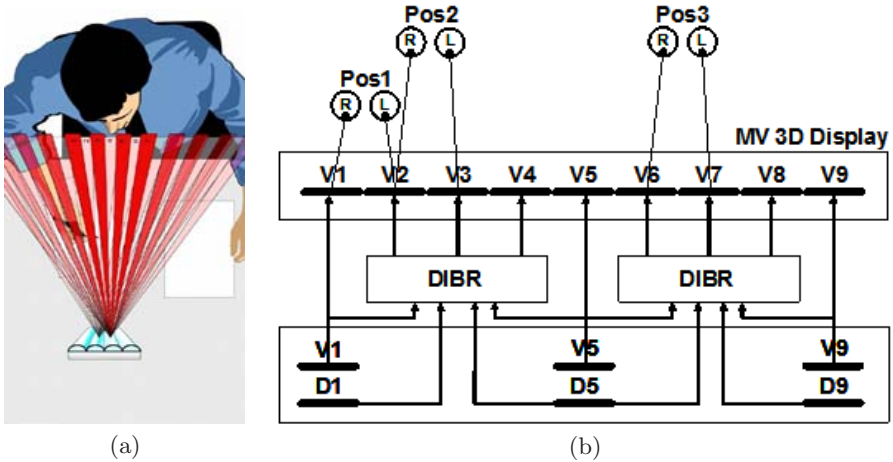 Pos2
Pos3
R L
R L
Pos1
R L
MV 3D Display
V1 V2 V3 V4 V5 V6 V7 V8 V9
DIBR DIBR
V1 V5 V9
D1 D5 D9
(a) (b)